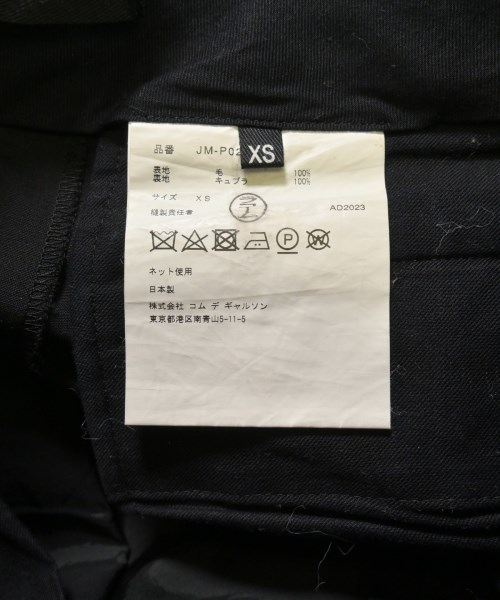 品番 JM-P02
XS
表地 毛 100%
裏地 キュプラ 100%
サイズ XS
縫製責任者 AD2023
P
W
ネット使用
日本製
株式会社 コム デ ギャルソン
東京都港区南青山5-11-5